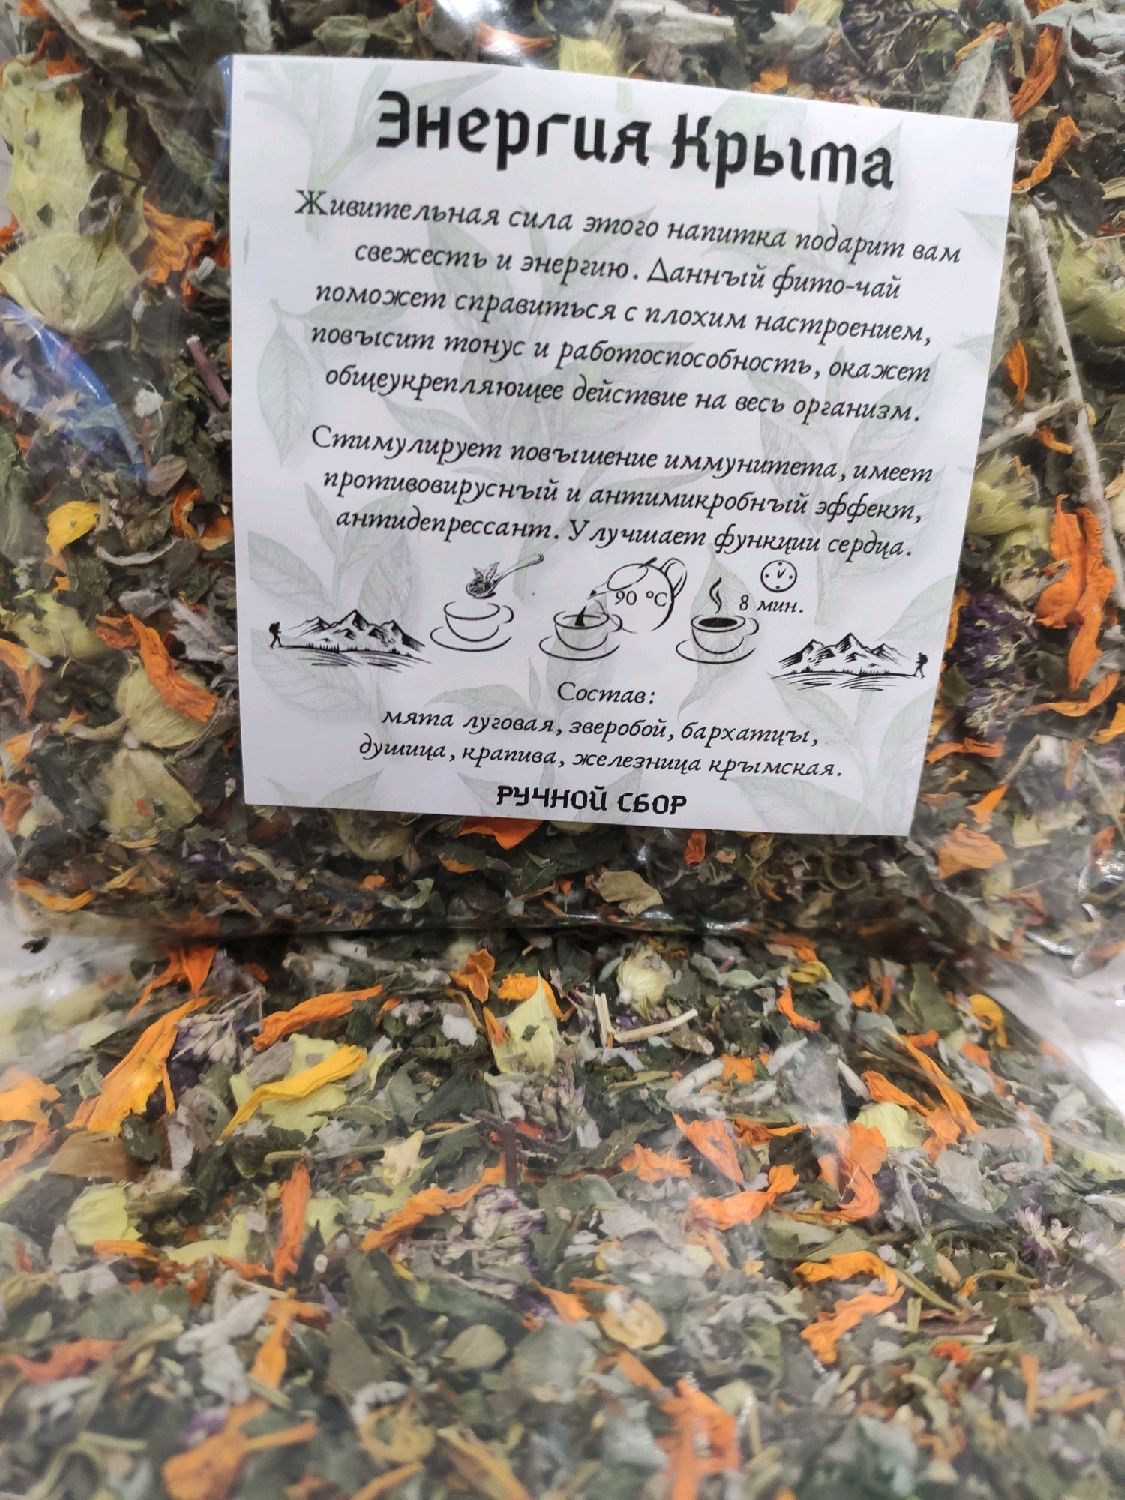 Энергия Крыма
Живительная сила этого напитка подарит вам
свежесть и энергию. Данный фито-чай
поможет справиться с плохим настроением,
повысит тонус и работоспособность, окажет
общеукрепляющее действие на весь организм.
Стимулирует повышение иммунитета, имеет
противовирусный и антимикробный эффект,
антидепрессант. Улучшает функции сердца.
90 °C
8 мин.
Состав:
мята луговая, зверобой, бархатцы,
душица, крапива, железница крымская.
РУЧНОЙ СБОР